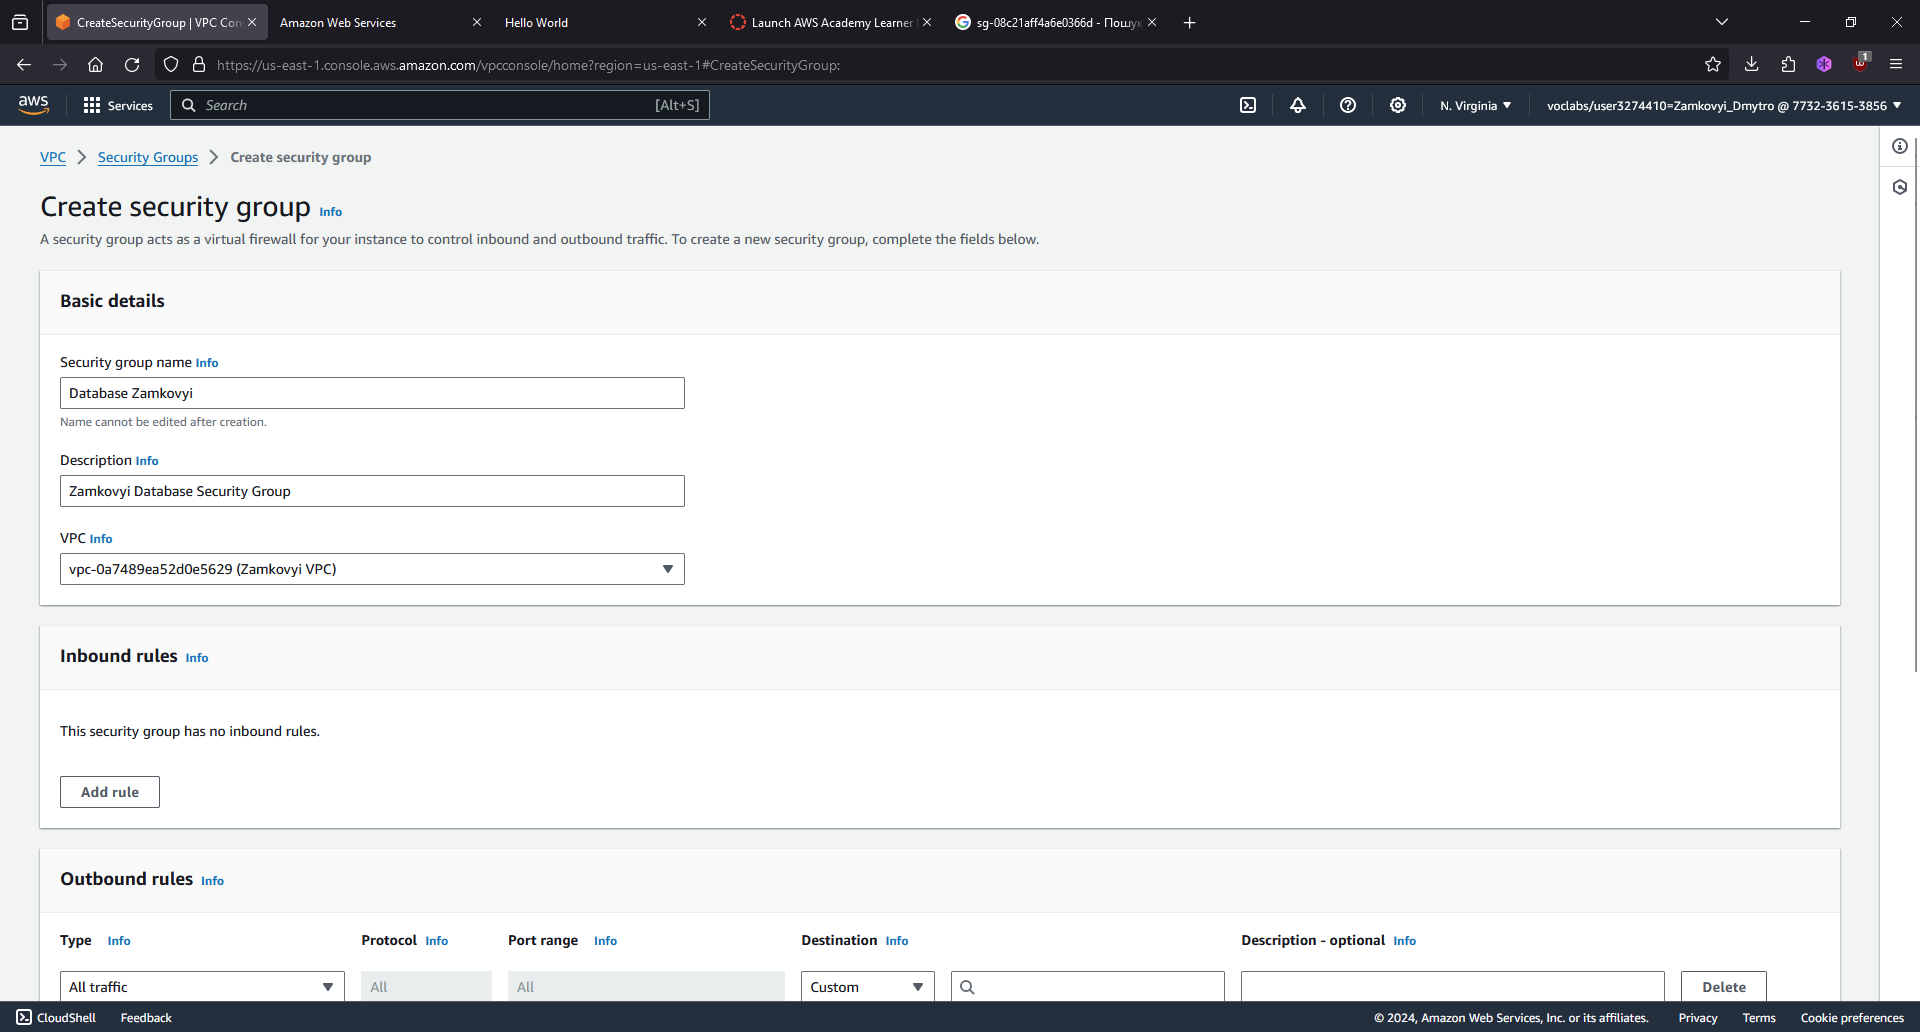 CreateSecurityGroup | VPC Con
Amazon Web Services
Hello World
Launch AWS Academy Learner
sg-08c21aff4a6e0366d - Пошук
https://us-east-1.console.aws.amazon.com/vpcconsole/home?region=us-east-1#CreateSecurityGroup:
1
aws
Services
Search
[Alt+S]
N. Virginia
voclabs/user3274410=Zamkovyi_Dmytro @ 7732-3615-3856
VPC
Security Groups
Create security group
Create security group Info
A security group acts as a virtual firewall for your instance to control inbound and outbound traffic. To create a new security group, complete the fields below.
Basic details
Security group name Info
Database Zamkovyi
Name cannot be edited after creation.
Description Info
Zamkovyi Database Security Group
VPC Info
vpc-0a7489ea52d0e5629 (Zamkovyi VPC)
Inbound rules Info
This security group has no inbound rules.
Add rule
Outbound rules Info
Type Info
Protocol Info
Port range Info
Destination Info
Description - optional Info
All traffic
All
All
Custom
Delete
CloudShell
Feedback
© 2024, Amazon Web Services, Inc. or its affiliates.
Privacy
Terms
Cookie preferences